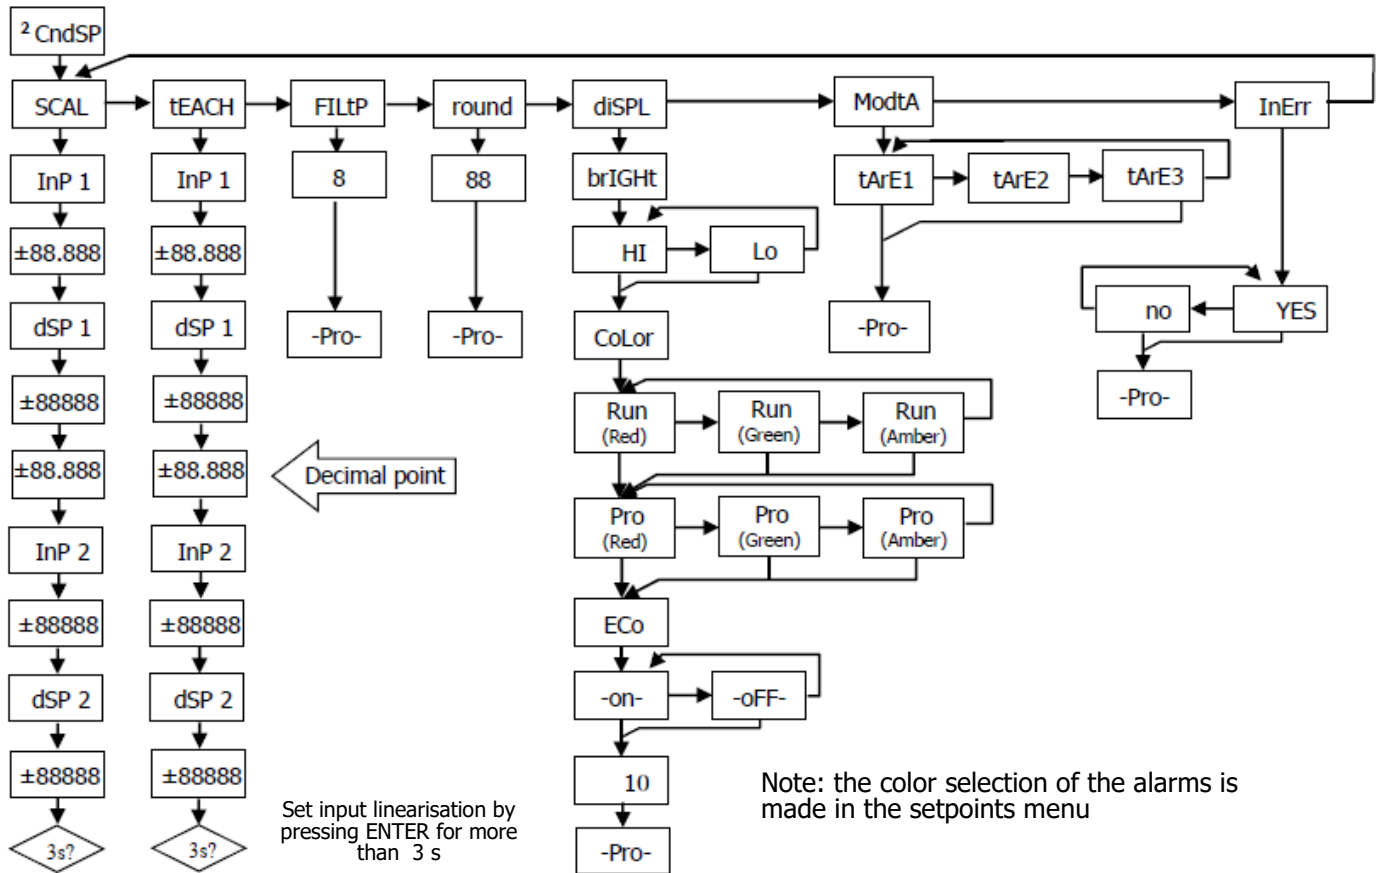 ² CndSP
SCAL
tEACH
FILtP
round
diSPL
ModtA
InErr
InP 1
InP 1
8
88
brIGHt
tArE1
tArE2
tArE3
±88.888
±88.888
HI
Lo
dSP 1
dSP 1
-Pro-
-Pro-
CoLor
-Pro-
no
YES
-Pro-
±88888
±88888
Run
(Red)
Run
(Green)
Run
(Amber)
±88.888
±88.888
Decimal point
Pro
(Red)
Pro
(Green)
Pro
(Amber)
InP 2
InP 2
±88888
±88888
ECo
dSP 2
dSP 2
-on-
-oFF-
±88888
±88888
10
3s?
3s?
Set input linearisation by
pressing ENTER for more
than 3 s
-Pro-
Note: the color selection of the alarms is
made in the setpoints menu